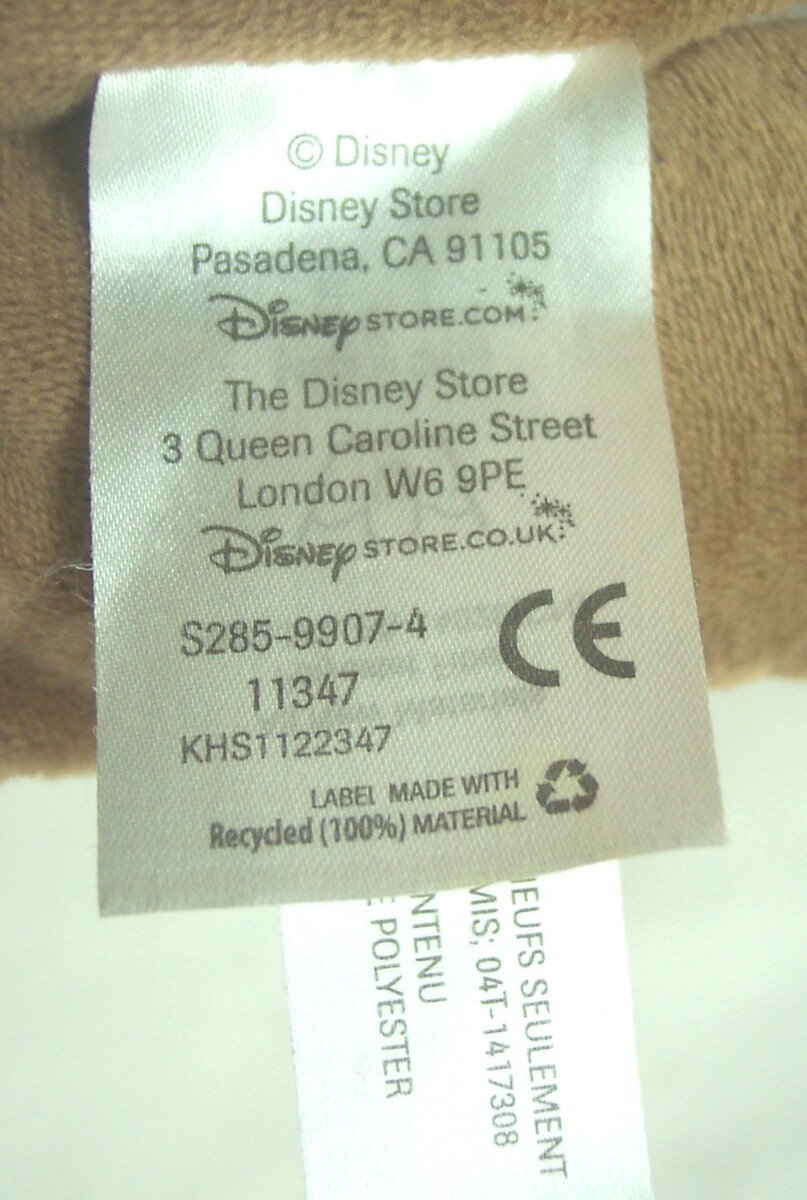 © Disney
Disney Store
Pasadena, CA 91105
Disney STORE.COM
The Disney Store
3 Queen Caroline Street
London W6 9PE
Disney STORE.CO.UK
S285-9907-4
CE
11347
KHS1122347
LABEL MADE WITH
Recycled (100%) MATERIAL
SEULEMENT
MIS; 04T-1417308
NTENU
POLYESTER